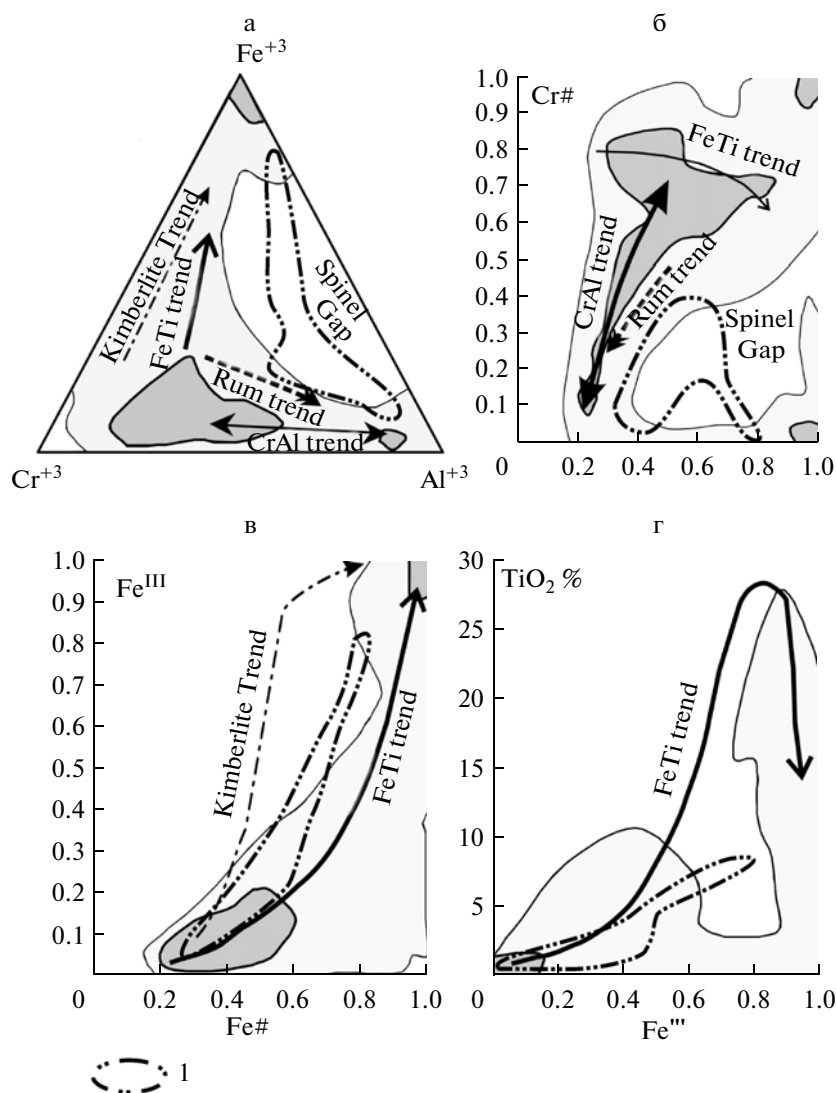 а
Fe+3
Kimberlite Trend
FeTi trend
Spinel
Gap
Rum trend
CrAl trend
Cr+3
Al+3
б
1.0
0.9
0.8
0.7
0.6
0.5
0.4
0.3
0.2
0.1
Cr#
FeTi trend
CrAl trend
Rum trend
Spinel
Gap
0
0.2
0.4
0.6
0.8
1.0
в
1.0
0.9
0.8
0.7
0.6
0.5
0.4
0.3
0.2
0.1
FeIII
Kimberlite Trend
FeTi trend
0
0.2
0.4
0.6
0.8
1.0
Fe#
г
30
25
20
15
10
5
TiO2 %
FeTi trend
0
0.2
0.4
0.6
0.8
1.0
Fe'''
1